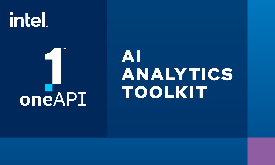 intel.
1
oneAPI
AI
ANALYTICS
TOOLKIT